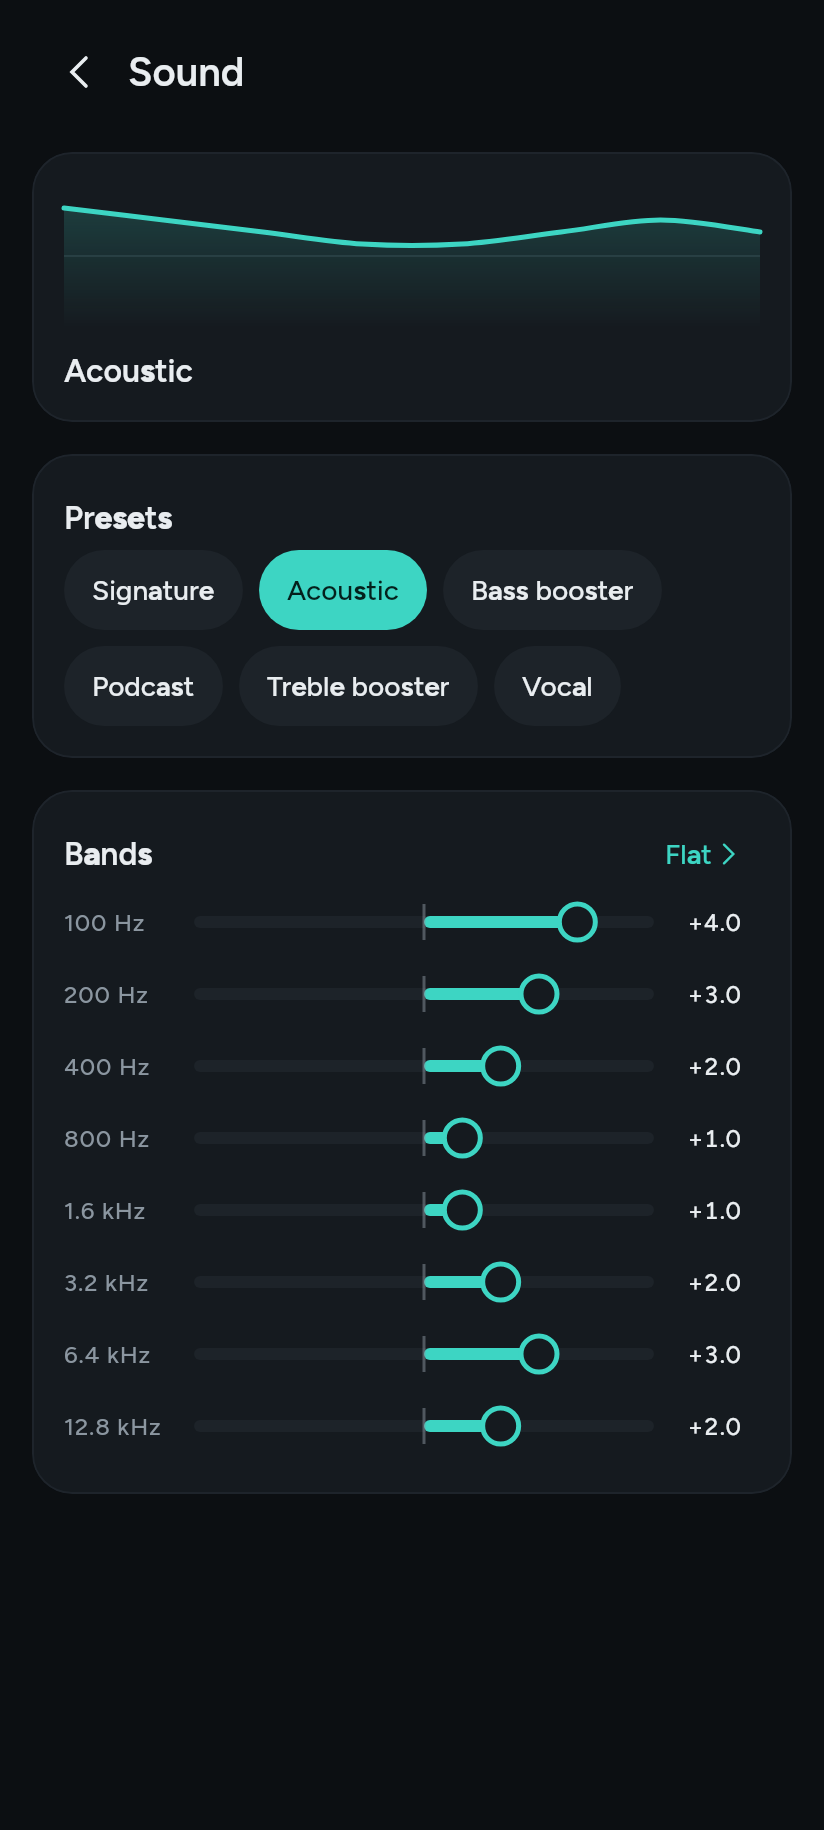 Sound
Acoustic
Presets
Signature Acoustic Bass booster
Podcast Treble booster Vocal
Bands Flat
100 Hz +4.0
200 Hz +3.0
400 Hz +2.0
800 Hz +1.0
1.6 kHz +1.0
3.2 kHz +2.0
6.4 kHz +3.0
12.8 kHz +2.0